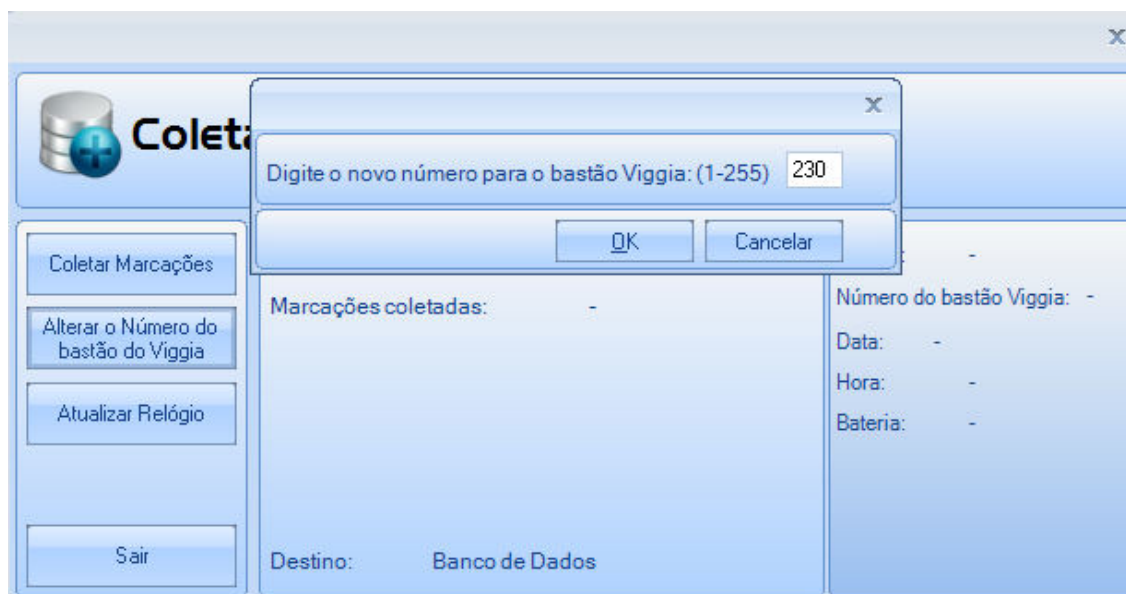 x
Coleta
x
Digite o novo número para o bastão Viggia: (1-255) 230
OK Cancelar
Coletar Marcações
Alterar o Número do
bastão do Viggia
Atualizar Relógio
Sair
Marcações coletadas: -
Destino: Banco de Dados
: -
Número do bastão Viggia: -
Data: -
Hora: -
Bateria: -